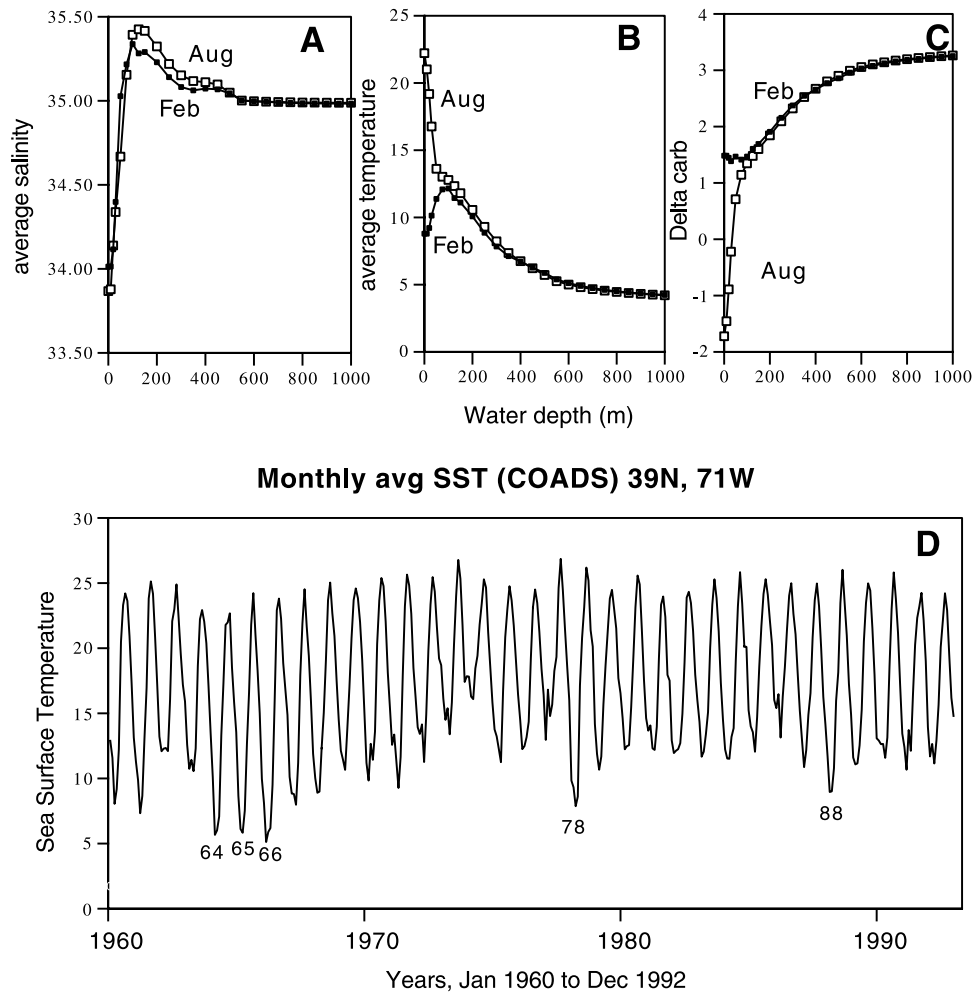 A
B
C
35.50
35.00
34.50
34.00
33.50
average salinity
Aug
Feb
0 200 400 600 800 1000
25
20
15
10
5
0
average temperature
Aug
Feb
0 200 400 600 800 1000
4
3
2
1
0
-1
-2
Delta carb
Feb
Aug
0 200 400 600 800 1000
Water depth (m)
Monthly avg SST (COADS) 39N, 71W
D
30
25
20
15
10
5
0
Sea Surface Temperature
64 65 66
78
88
1960 1970 1980 1990
Years, Jan 1960 to Dec 1992